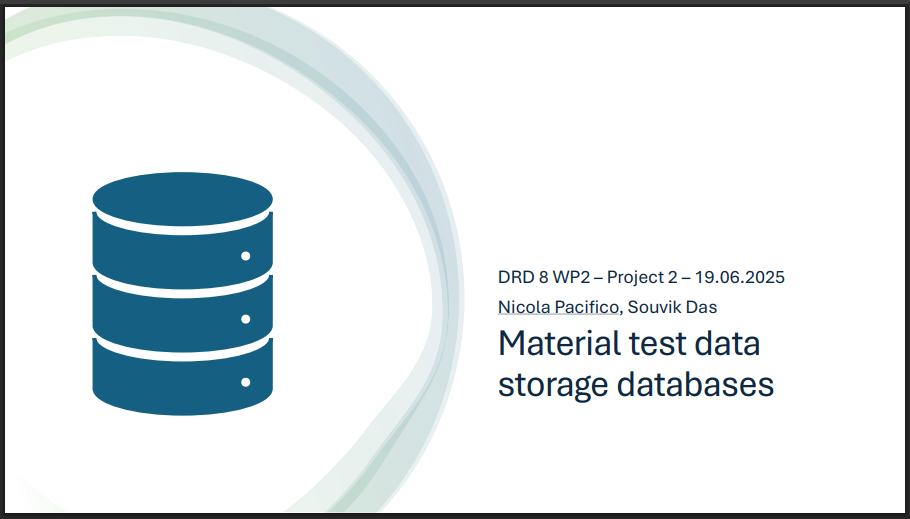 DRD 8 WP2 – Project 2 – 19.06.2025
Nicola Pacifico, Souvik Das
Material test data
storage databases